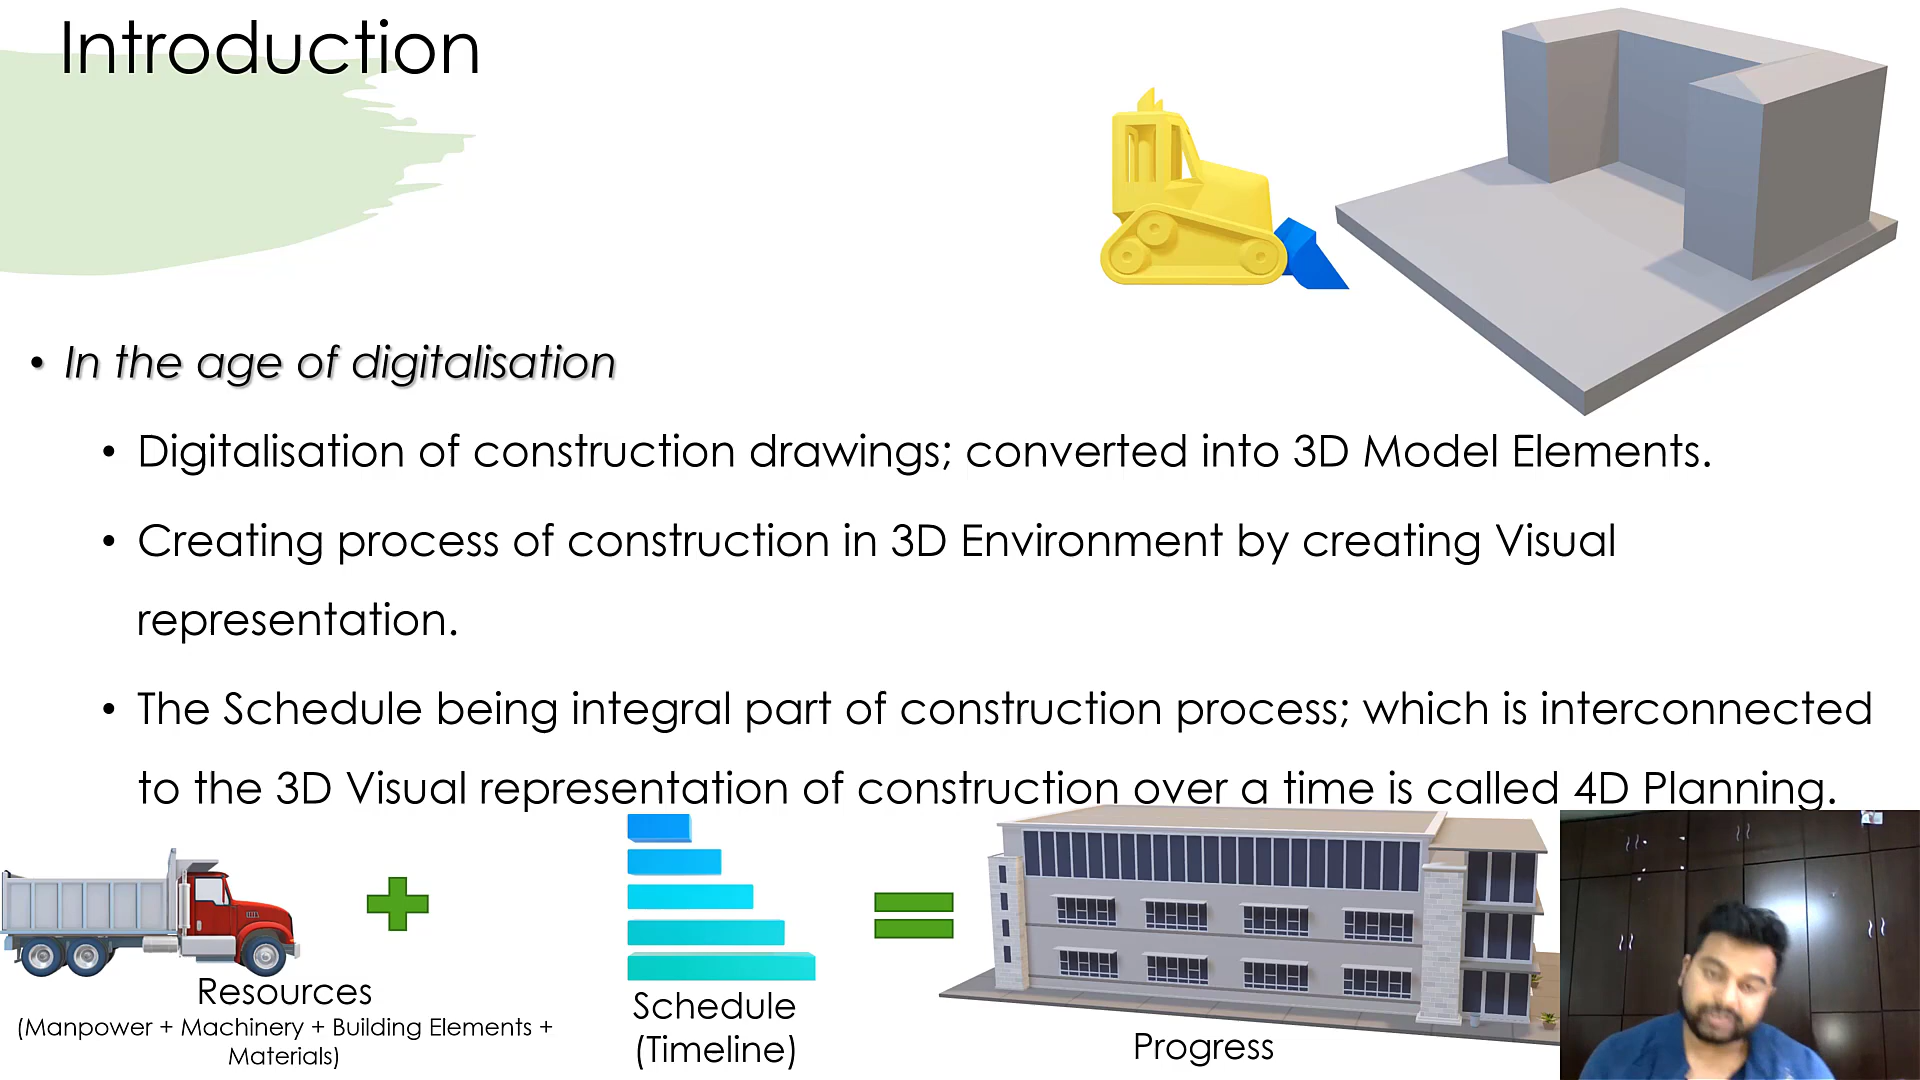 Introduction
• In the age of digitalisation
• Digitalisation of construction drawings; converted into 3D Model Elements.
• Creating process of construction in 3D Environment by creating Visual
representation.
• The Schedule being integral part of construction process; which is interconnected
to the 3D Visual representation of construction over a time is called 4D Planning.
Resources
(Manpower + Machinery + Building Elements +
Materials)
Schedule
(Timeline)
Progress